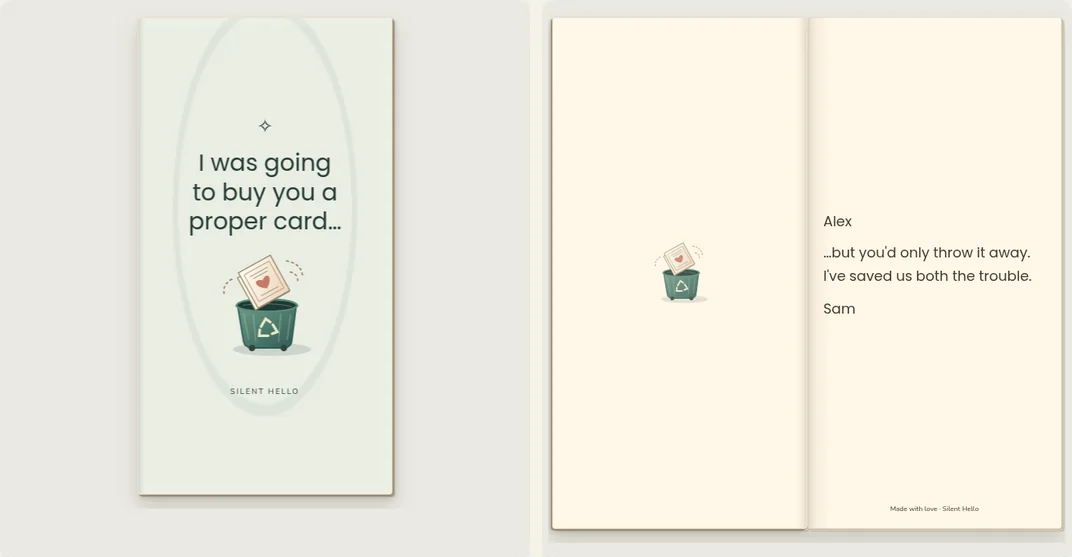 I was going
to buy you a
proper card...
SILENT HELLO
Alex
...but you'd only throw it away.
I've saved us both the trouble.
Sam
Made with love · Silent Hello